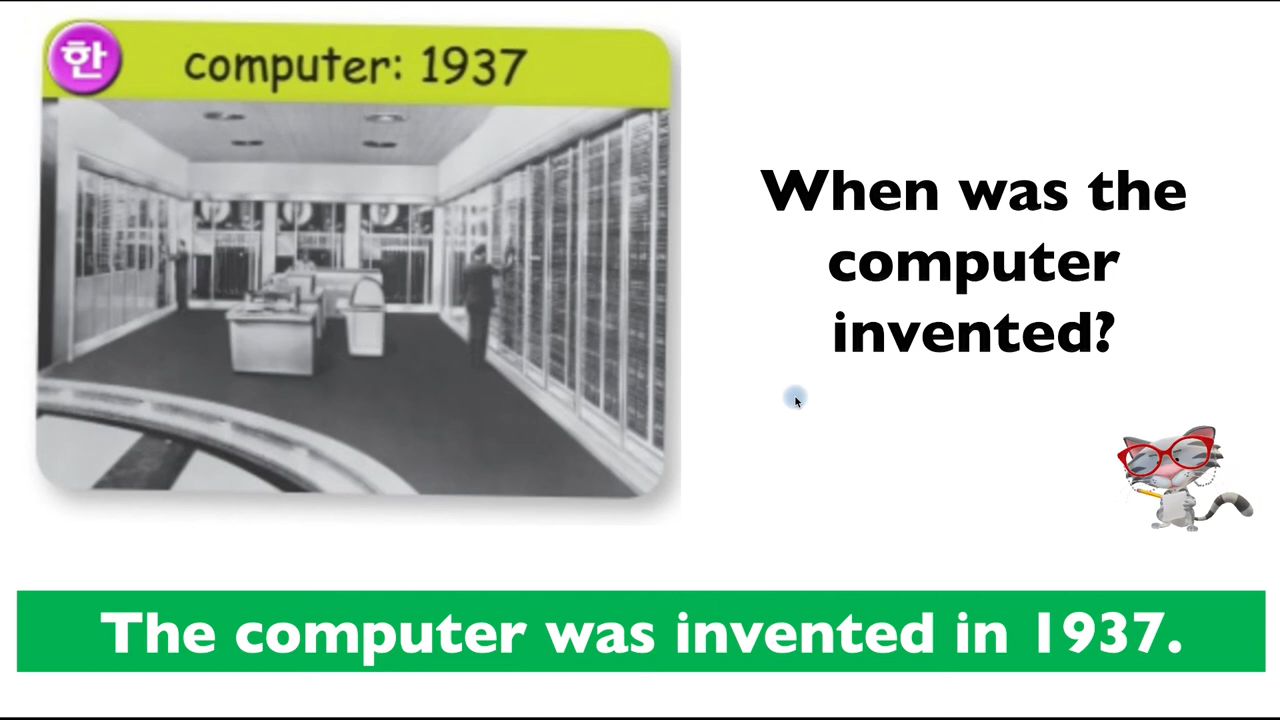 한
computer: 1937
When was the
computer
invented?
The computer was invented in 1937.